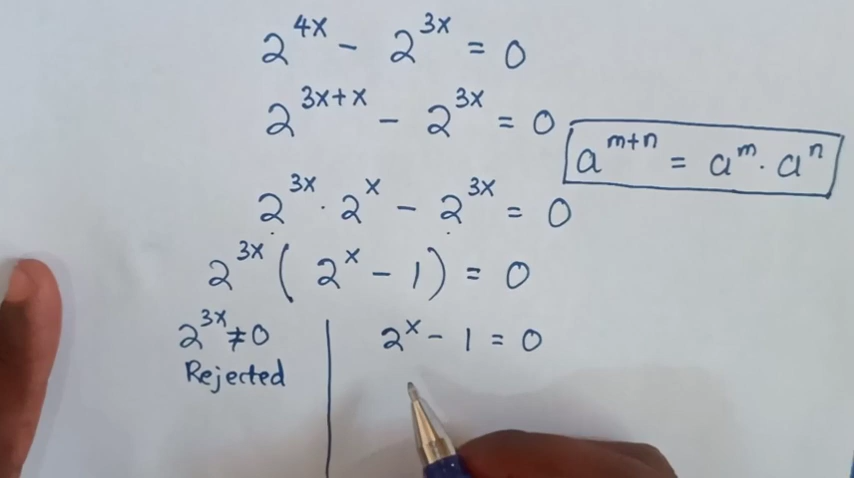 2^{4x} - 2^{3x} = 0
2^{3x+x} - 2^{3x} = 0
a^{m+n} = a^m · a^n
2^{3x} · 2^x - 2^{3x} = 0
2^{3x} ( 2^x - 1 ) = 0
2^{3x} ≠ 0
Rejected
2^x - 1 = 0